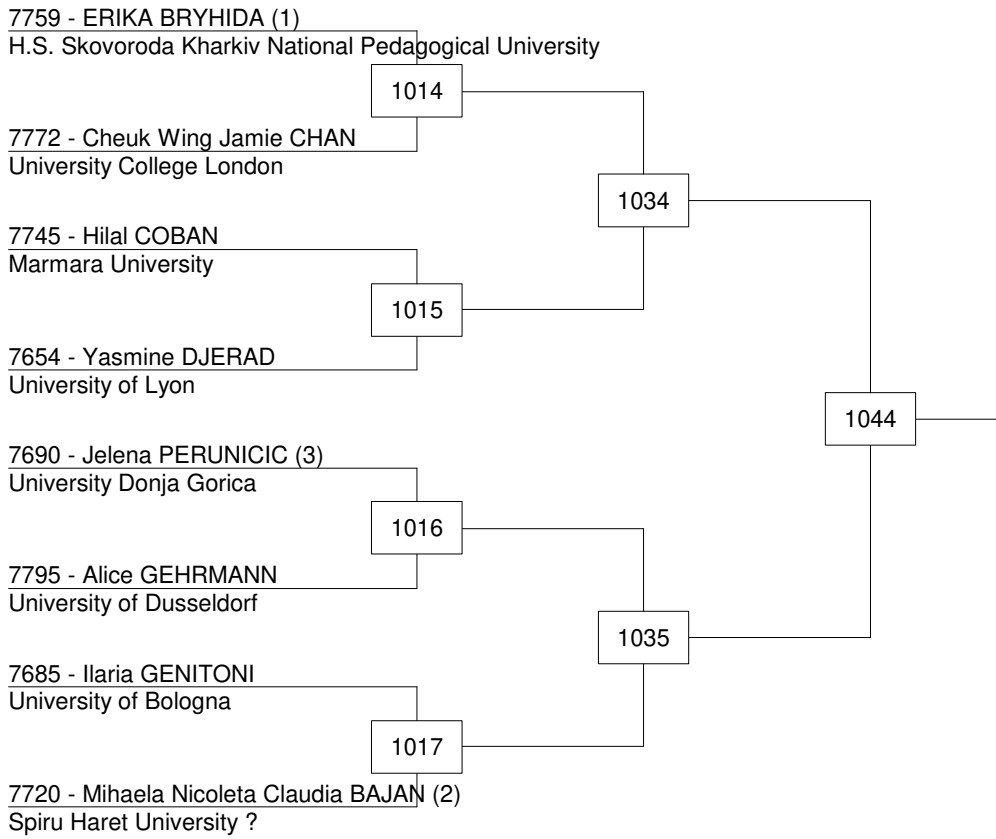 7759 - ERIKA BRYHIDA (1)
H.S. Skovoroda Kharkiv National Pedagogical University
1014
7772 - Cheuk Wing Jamie CHAN
University College London
1034
7745 - Hilal COBAN
Marmara University
1015
7654 - Yasmine DJERAD
University of Lyon
1044
7690 - Jelena PERUNICIC (3)
University Donja Gorica
1016
7795 - Alice GEHRMANN
University of Dusseldorf
1035
7685 - Ilaria GENITONI
University of Bologna
1017
7720 - Mihaela Nicoleta Claudia BAJAN (2)
Spiru Haret University ?